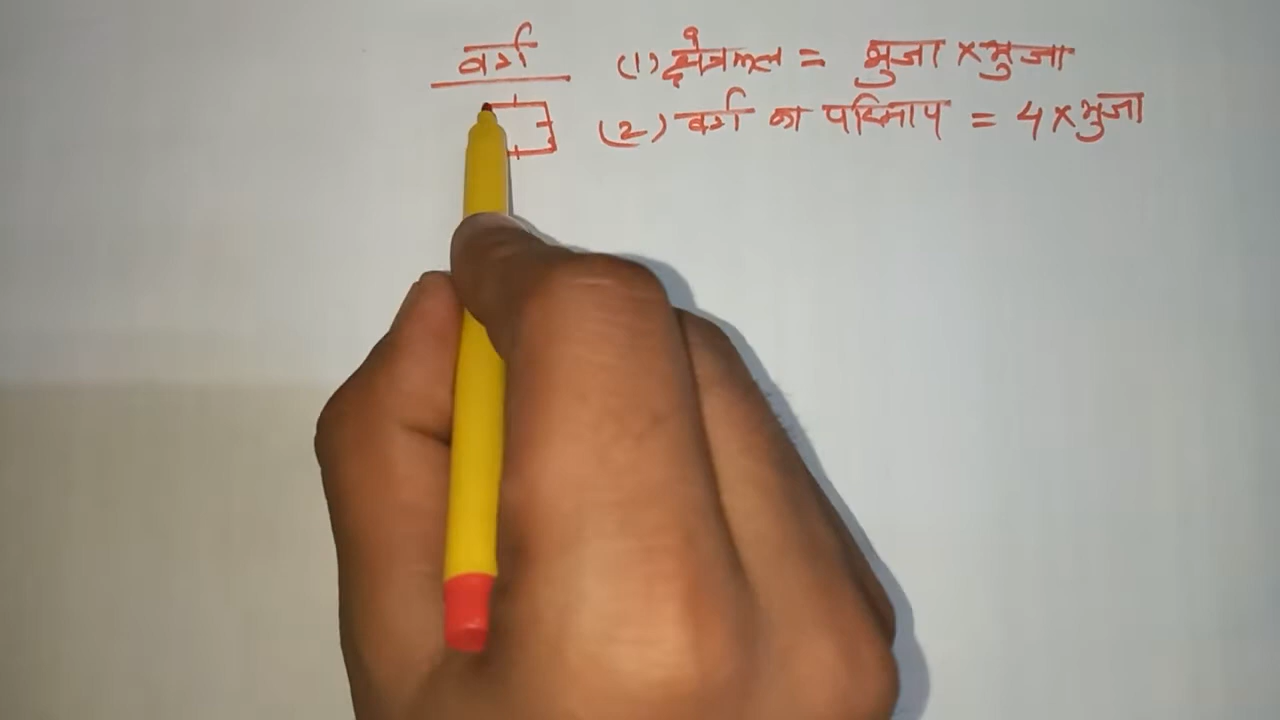 वर्ग
(1) क्षेत्रफल = भुजा × भुजा
(2) वर्ग का परिमाप = 4 × भुजा